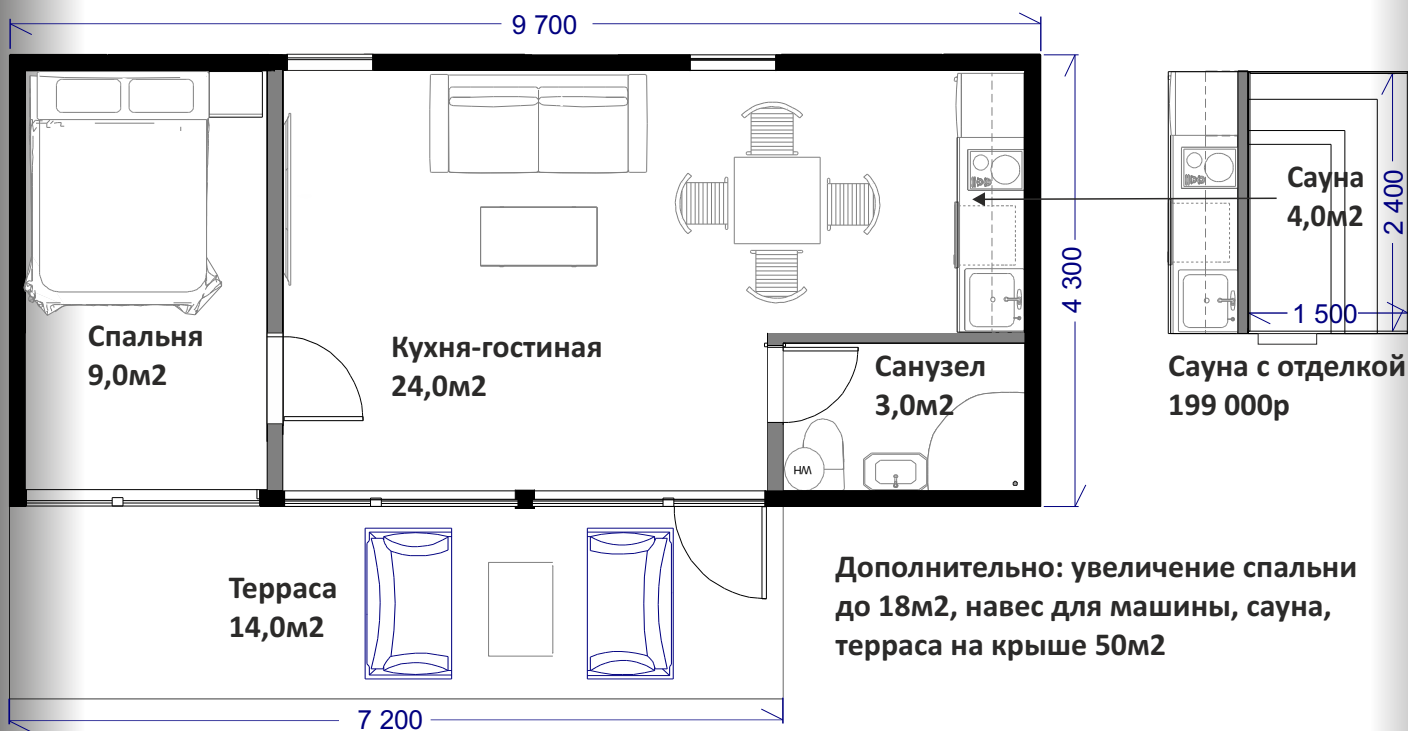 9 700
Спальня
9,0м2
Кухня-гостиная
24,0м2
Санузел
3,0м2
НМ
4 300
Сауна
4,0м2
2 400
1 500
Сауна с отделкой
199 000р
Терраса
14,0м2
Дополнительно: увеличение спальни
до 18м2, навес для машины, сауна,
терраса на крыше 50м2
7 200